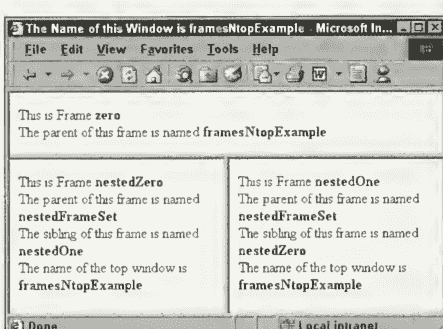 The Name of this Window is framesNtopExample - Microsoft In...
File Edit View Favorites Tools Help
This is Frame zero
The parent of this frame is named framesNtopExample
This is Frame nestedZero
The parent of this frame is named
nestedFrameSet
The sibling of this frame is named
nestedOne
The name of the top window is
framesNtopExample
This is Frame nestedOne
The parent of this frame is named
nestedFrameSet
The sibling of this frame is named
nestedZero
The name of the top window is
framesNtopExample
Done
Local intranet